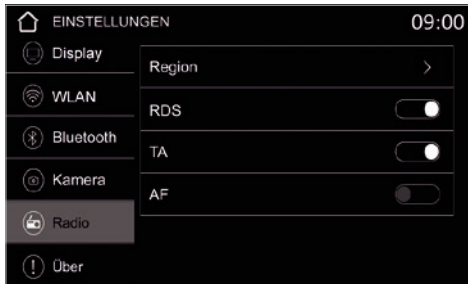 EINSTELLUNGEN 09:00
Display
WLAN
Bluetooth
Kamera
Radio
Über
Region
RDS
TA
AF